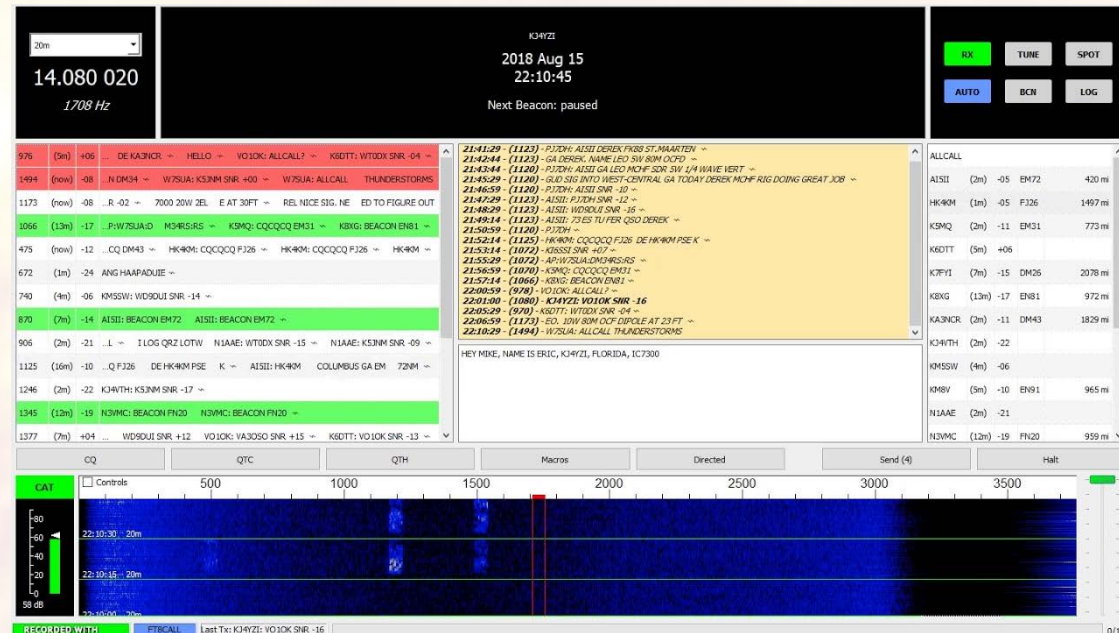 KJ4YZI
20m
2018 Aug 15
14.080 020
22:10:45
1708 Hz
Next Beacon: paused
RX TUNE SPOT
AUTO BCN LOG
976 (5m) +06 ... DE KA3NCR ~ HELLO ~ VO1OK: ALLCALL? ~ K6DTT: WT0DX SNR -04 ~
1494 (now) -08 ...N DM34 ~ W7SUA: K5JNM SNR +00 ~ W7SUA: ALLCALL THUNDERSTORMS
1173 (now) -08 ...R -02 ~ 7000 20W 2EL E AT 30FT ~ REL NICE SIG. NE ED TO FIGURE OUT
1066 (13m) -17 ...P:W7SUA:D M34RS:RS ~ K5MQ: CQCQCQ EM31 ~ K8XG: BEACON EN81 ~
475 (now) -12 ...CQ DM43 ~ HK4KM: CQCQCQ FJ26 ~ HK4KM: CQCQCQ FJ26 ~ HK4KM ~
672 (1m) -24 ANG HAAPADUIE ~
740 (4m) -06 KM5SW: WD9DUI SNR -14 ~
870 (7m) -14 AI5II: BEACON EM72 AI5II: BEACON EM72 ~
906 (2m) -21 ...L ~ I LOG QRZ LOTW N1AAE: WT0DX SNR -15 ~ N1AAE: K5JNM SNR -09 ~
1125 (16m) -10 ...Q FJ26 DE HK4KM PSE K ~ AI5II: HK4KM COLUMBUS GA EM 72NM ~
1246 (2m) -22 KJ4VTH: K5JNM SNR -17 ~
1345 (12m) -19 N3VMC: BEACON FN20 N3VMC: BEACON FN20 ~
1377 (7m) +04 ... WD9DUI SNR +12 VO1OK: VA3OSO SNR +15 ~ K6DTT: VO1OK SNR -13 ~
21:41:29 - (1123) - PJ7DH: AI5II DEREK FK88 ST.MAARTEN ~
21:42:44 - (1123) - GA DEREK. NAME LEO 5W 80M OCFD ~
21:43:44 - (1120) - PJ7DH: AI5II GA LEO MCHF SDR 5W 1/4 WAVE VERT ~
21:45:29 - (1120) - GUD SIG INTO WEST-CENTRAL GA TODAY DEREK MCHF RIG DOING GREAT JOB ~
21:46:59 - (1120) - PJ7DH: AI5II SNR -10 ~
21:47:29 - (1123) - AI5II: PJ7DH SNR -12 ~
21:48:29 - (1123) - AI5II: WD9DUI SNR -16 ~
21:49:14 - (1123) - AI5II: 73 ES TU FER QSO DEREK ~
21:50:59 - (1120) - PJ7DH ~
21:52:14 - (1125) - HK4KM: CQCQCQ FJ26 DE HK4KM PSE K ~
21:53:14 - (1072) - KI6SSI SNR +07 ~
21:55:29 - (1072) - AP:W7SUA:DM34RS:RS ~
21:56:59 - (1070) - K5MQ: CQCQCQ EM31 ~
21:57:14 - (1066) - K8XG: BEACON EN81 ~
22:00:59 - (978) - VO1OK: ALLCALL? ~
22:01:00 - (1080) - KJ4YZI: VO1OK SNR -16
22:05:29 - (970) - K6DTT: WT0DX SNR -04 ~
22:06:59 - (1173) - EO. 10W 80M OCF DIPOLE AT 23 FT ~
22:10:29 - (1494) - W7SUA: ALLCALL THUNDERSTORMS
HEY MIKE, NAME IS ERIC, KJ4YZI, FLORIDA, IC7300
ALLCALL
AI5II (2m) -05 EM72 420 mi
HK4KM (1m) -05 FJ26 1497 mi
K5MQ (2m) -11 EM31 773 mi
K6DTT (5m) +06
K7FYI (7m) -15 DM26 2078 mi
K8XG (13m) -17 EN81 972 mi
KA3NCR (2m) -11 DM43 1829 mi
KJ4VTH (2m) -22
KM5SW (4m) -06
KM8V (5m) -10 EN91 965 mi
N1AAE (2m) -21
N3VMC (12m) -19 FN20 959 mi
CQ QTC QTH Macros Directed Send (4) Halt
CAT Controls 500 1000 1500 2000 2500 3000 3500
80
60
40
20
0
58 dB
22:10:30 20m
22:10:15 20m
22:10:00 20m
RECORDED WITH FT8CALL Last Tx: KJ4YZI: VO1OK SNR -16